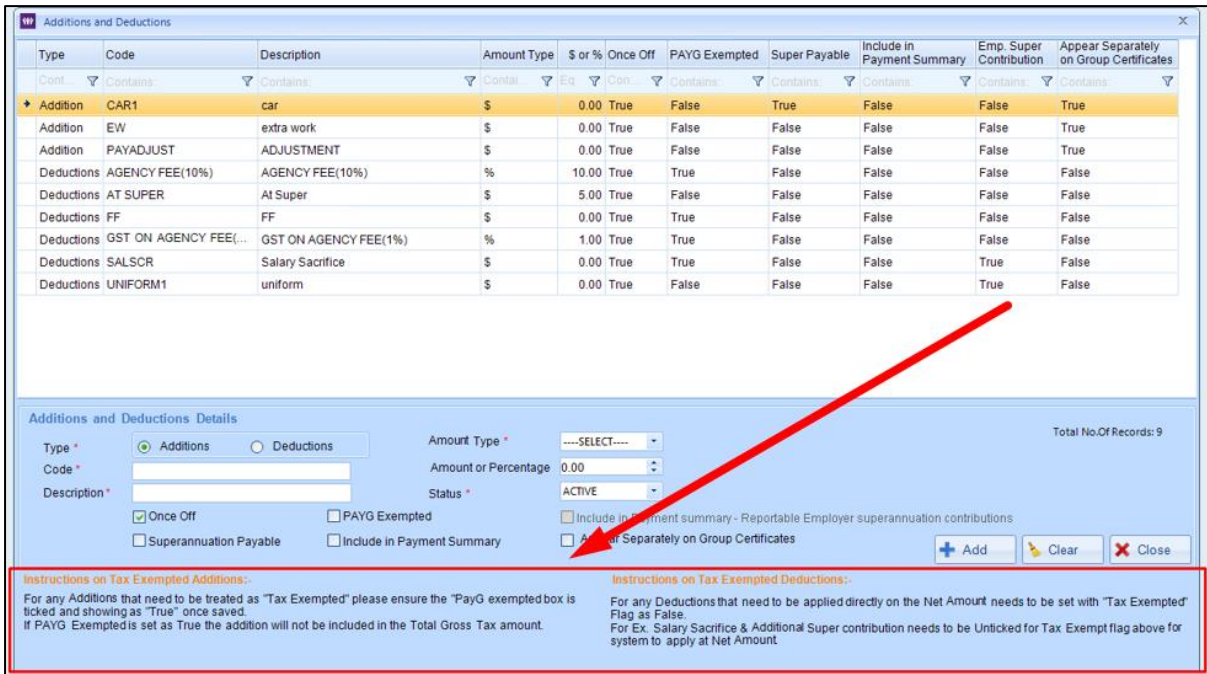 Additions and Deductions X
Type Code Description Amount Type $ or % Once Off PAYG Exempted Super Payable Include in Payment Summary Emp. Super Contribution Appear Separately on Group Certificates
Cont... Contains: Contains: Contai... Eq Con... Contains: Contains: Contains: Contains: Contains:
Addition CAR1 car $ 0.00 True False True False False True
Addition EW extra work $ 0.00 True False False False False True
Addition PAYADJUST ADJUSTMENT $ 0.00 True False False False False True
Deductions AGENCY FEE(10%) AGENCY FEE(10%) % 10.00 True True False False False False
Deductions AT SUPER At Super $ 5.00 True False False False False False
Deductions FF FF $ 0.00 True True False False False False
Deductions GST ON AGENCY FEE(... GST ON AGENCY FEE(1%) % 1.00 True True False False False False
Deductions SALSCR Salary Sacrifice $ 0.00 True True False False True False
Deductions UNIFORM1 uniform $ 0.00 True False False False True False
Additions and Deductions Details
Total No.Of Records: 9
Type * Additions Deductions Amount Type * ----SELECT----
Code * Amount or Percentage 0.00
Description * Status * ACTIVE
Once Off PAYG Exempted Include in Payment summary - Reportable Employer superannuation contributions
Superannuation Payable Include in Payment Summary Separately on Group Certificates
Add Clear Close
Instructions on Tax Exempted Additions:-
For any Additions that need to be treated as "Tax Exempted" please ensure the "PayG exempted box is
ticked and showing as "True" once saved.
If PAYG Exempted is set as True the addition will not be included in the Total Gross Tax amount.
Instructions on Tax Exempted Deductions:-
For any Deductions that need to be applied directly on the Net Amount needs to be set with "Tax Exempted"
Flag as False.
For Ex. Salary Sacrifice & Additional Super contribution needs to be Unticked for Tax Exempt flag above for
system to apply at Net Amount